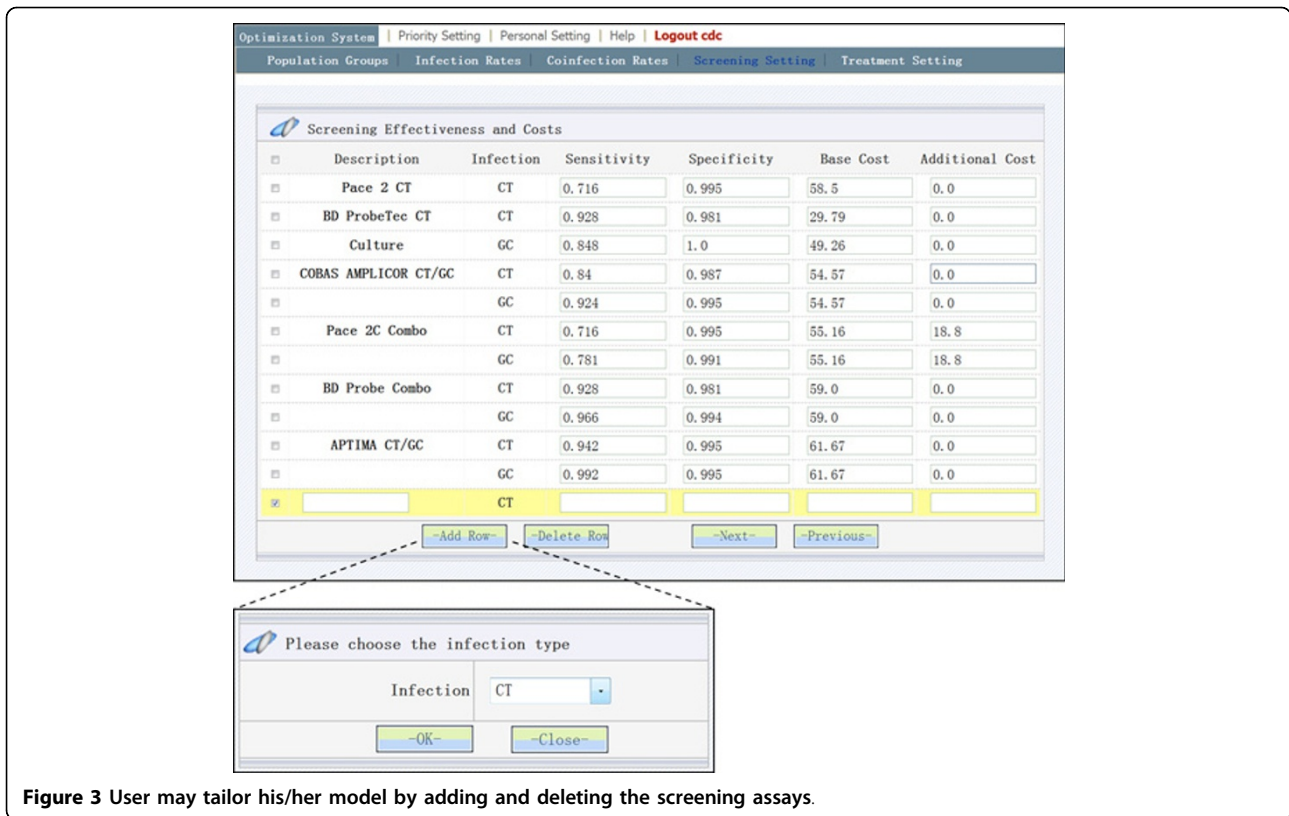 Optimization System | Priority Setting | Personal Setting | Help | Logout cdc
Population Groups | Infection Rates | Coinfection Rates | Screening Setting | Treatment Setting
Screening Effectiveness and Costs
Description Infection Sensitivity Specificity Base Cost Additional Cost
Pace 2 CT CT 0.716 0.995 58.5 0.0
BD ProbeTec CT CT 0.928 0.981 29.79 0.0
Culture GC 0.848 1.0 49.26 0.0
COBAS AMPLICOR CT/GC CT 0.84 0.987 54.57 0.0
GC 0.924 0.995 54.57 0.0
Pace 2C Combo CT 0.716 0.995 55.16 18.8
GC 0.781 0.991 55.16 18.8
BD Probe Combo CT 0.928 0.981 59.0 0.0
GC 0.966 0.994 59.0 0.0
APTIMA CT/GC CT 0.942 0.995 61.67 0.0
GC 0.992 0.995 61.67 0.0
CT
-Add Row- -Delete Row -Next- -Previous-
Please choose the infection type
Infection CT
-OK- -Close-
Figure 3 User may tailor his/her model by adding and deleting the screening assays.